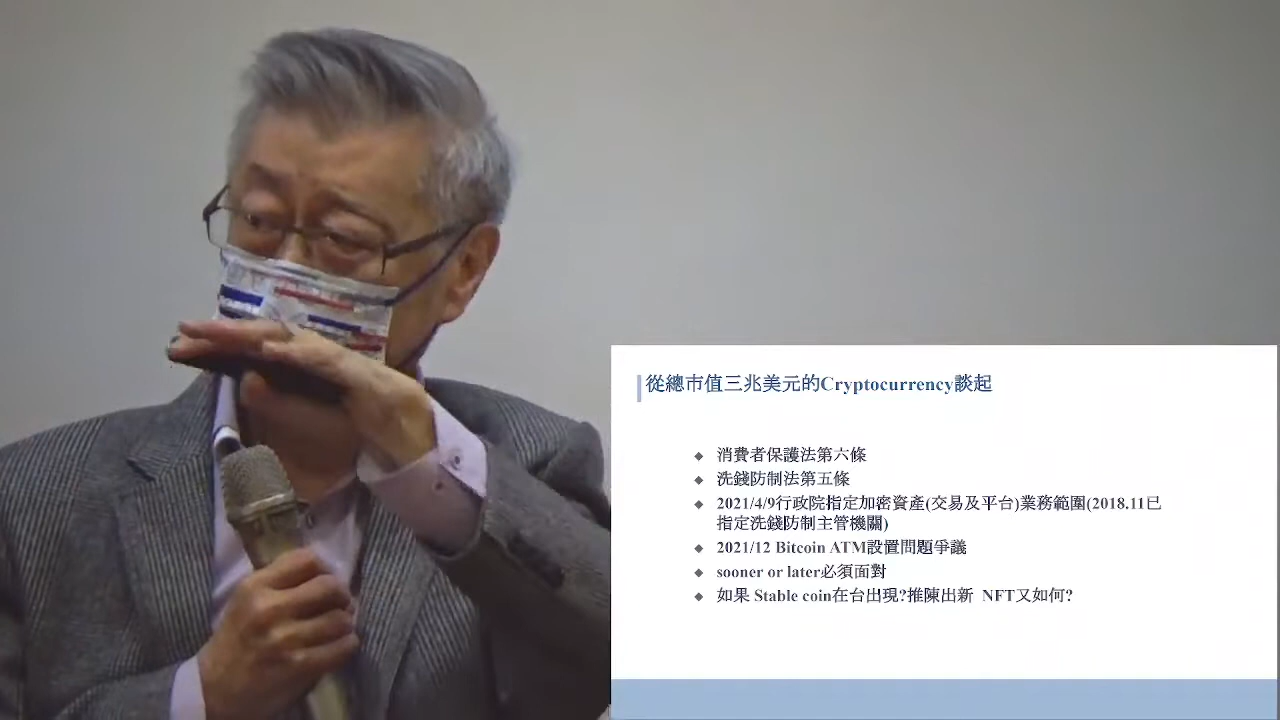 從總市值三兆美元的Cryptocurrency談起
◆ 消費者保護法第六條
◆ 洗錢防制法第五條
◆ 2021/4/9行政院指定加密資產(交易及平台)業務範圍(2018.11已
指定洗錢防制主管機關)
◆ 2021/12 Bitcoin ATM設置問題爭議
◆ sooner or later必須面對
◆ 如果 Stable coin在台出現?推陳出新 NFT又如何?